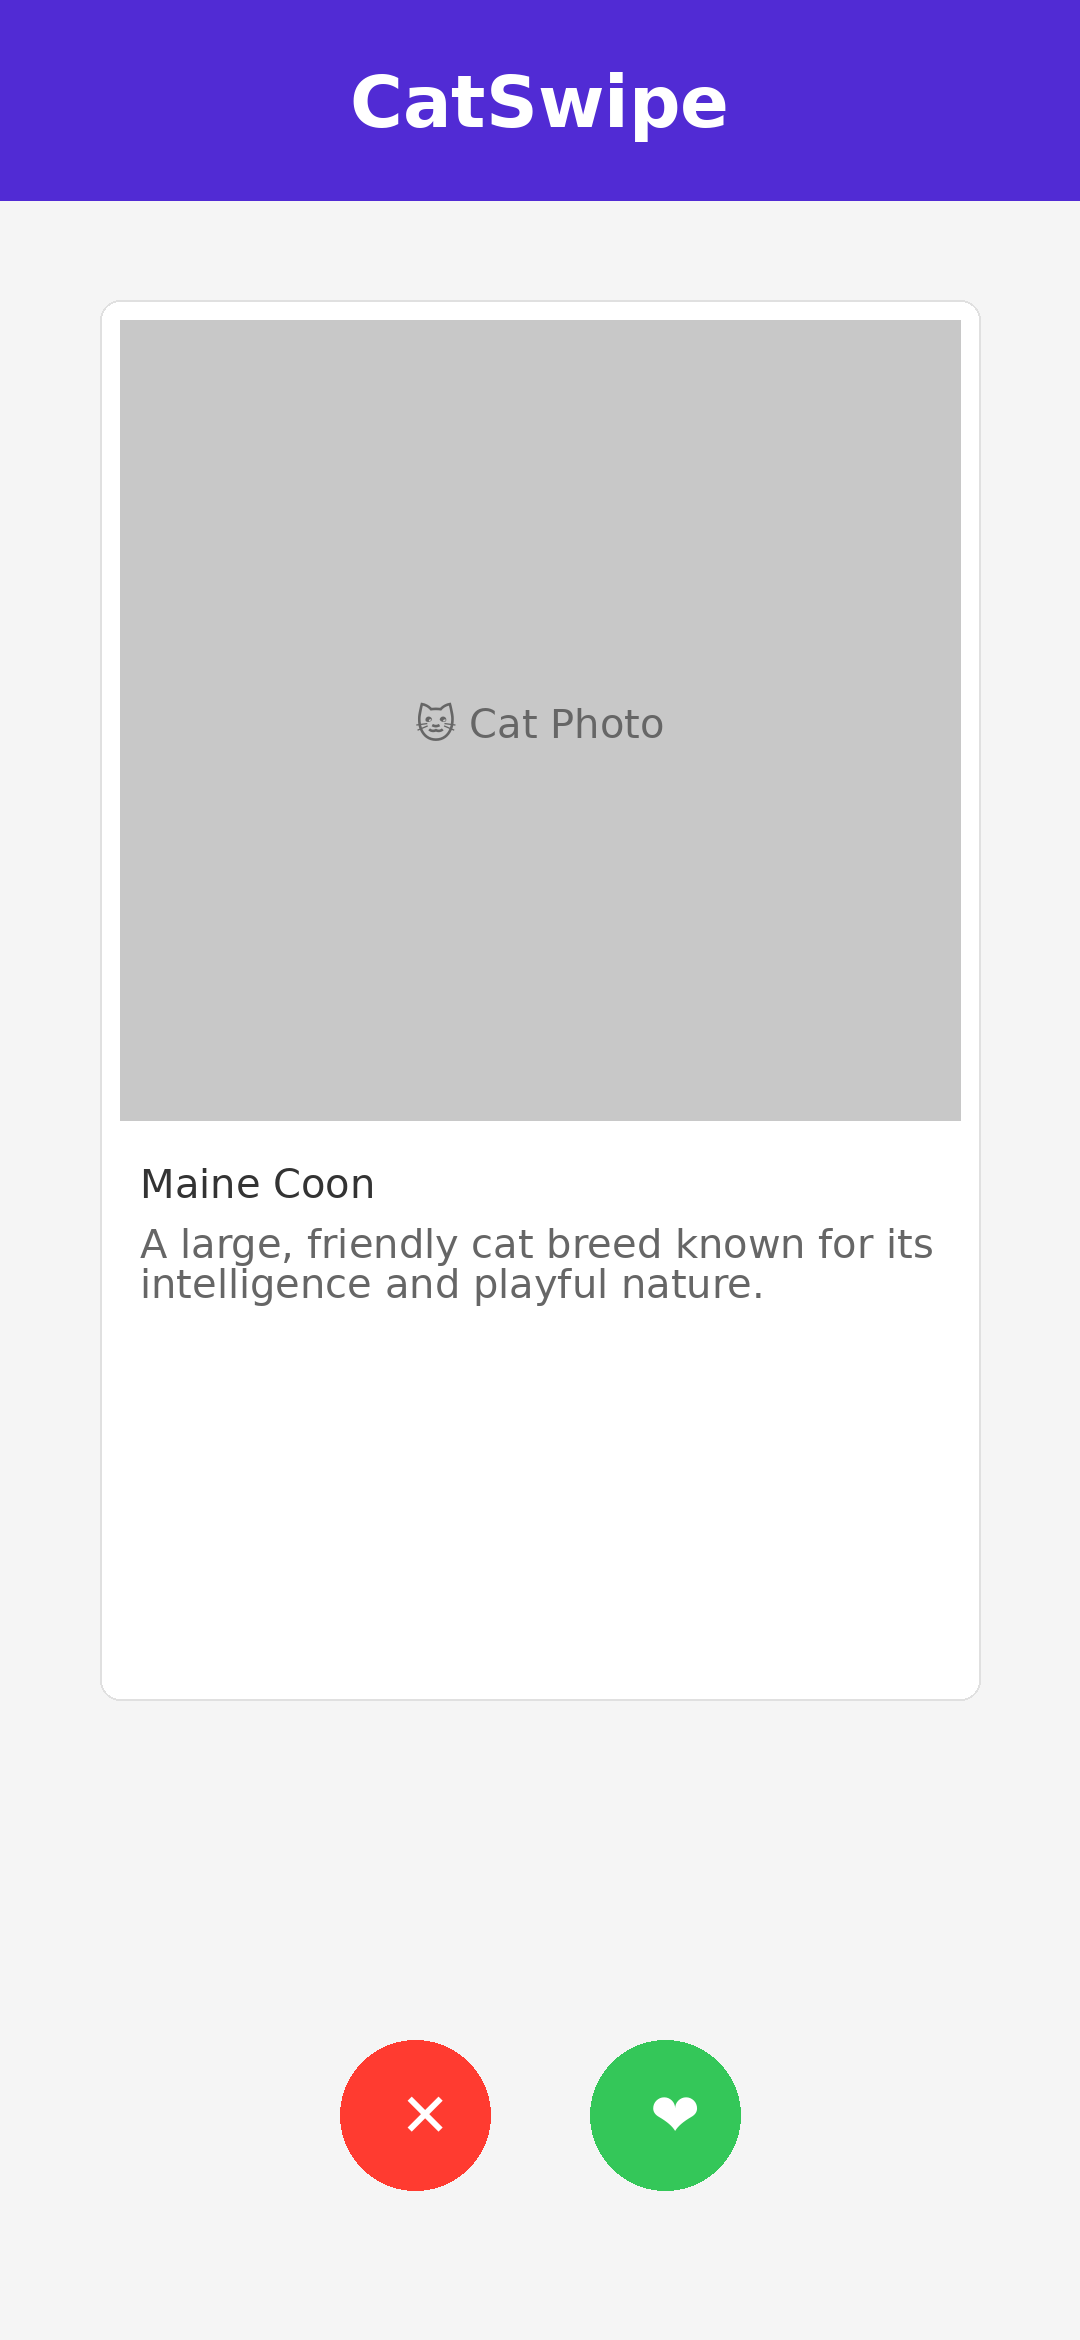 CatSwipe
🐱 Cat Photo
Maine Coon
A large, friendly cat breed known for its
intelligence and playful nature.
✕
❤